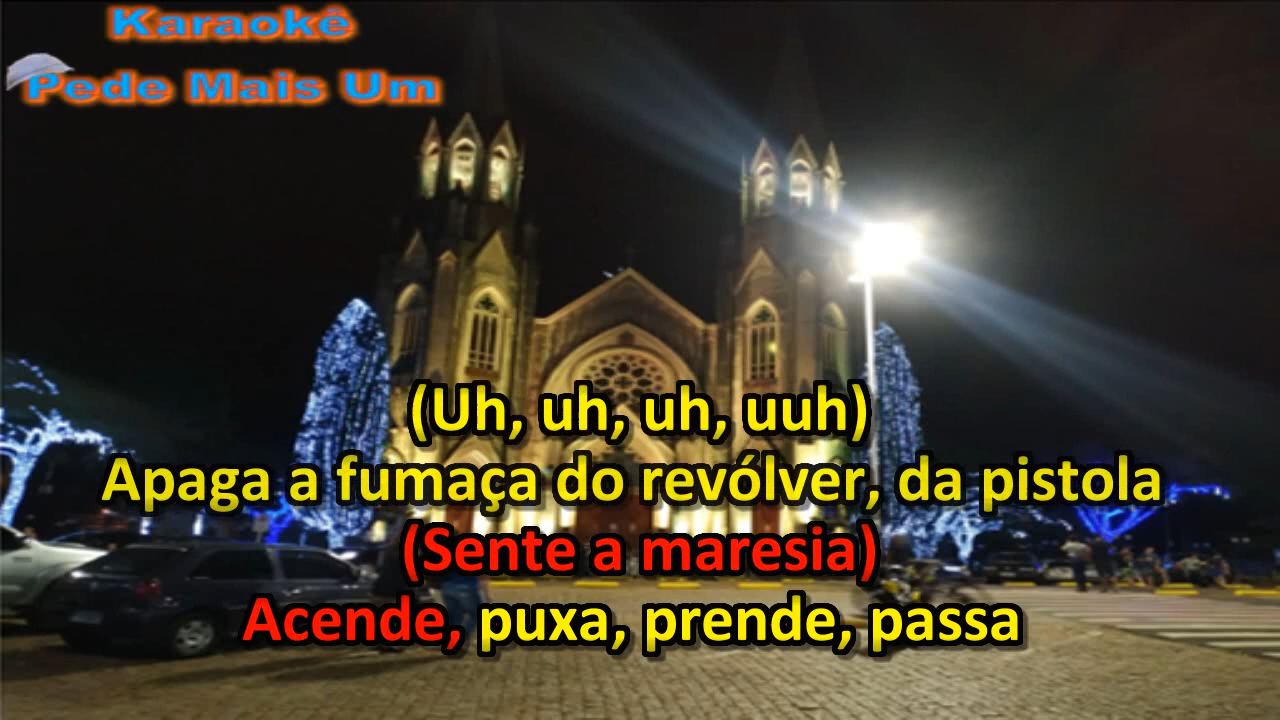 Karaokê
Pede Mais Um
(Uh, uh, uh, uuh)
Apaga a fumaça do revólver, da pistola
(Sente a maresia)
Acende, puxa, prende, passa